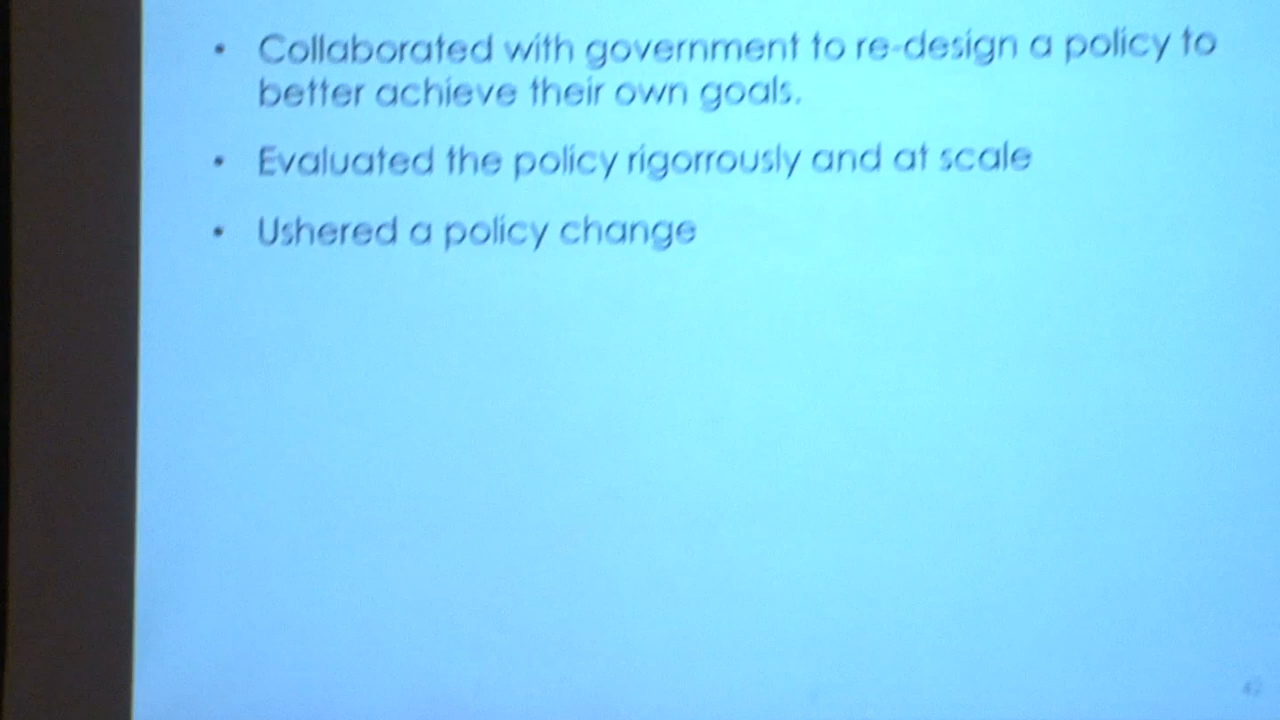 • Collaborated with government to re-design a policy to
better achieve their own goals.
• Evaluated the policy rigorrously and at scale
• Ushered a policy change